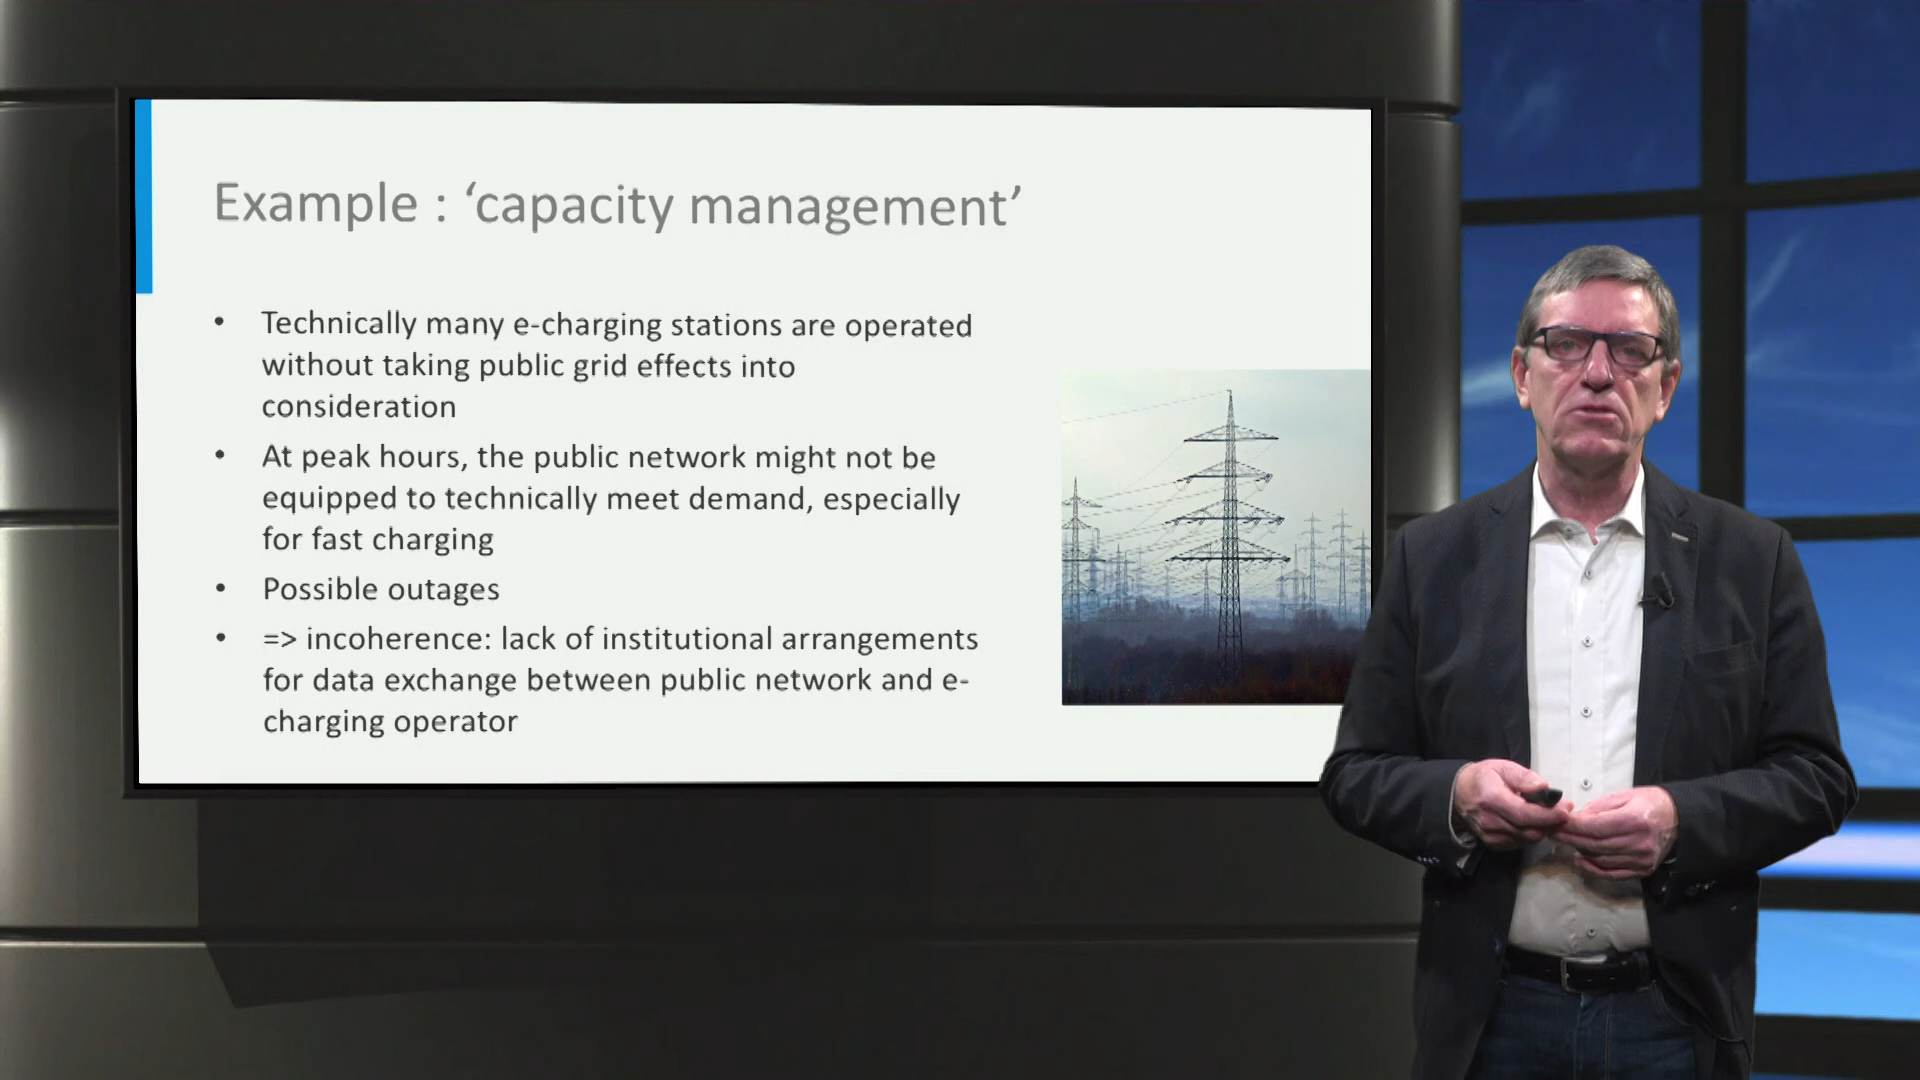 Example : ‘capacity management’
• Technically many e-charging stations are operated
without taking public grid effects into
consideration
• At peak hours, the public network might not be
equipped to technically meet demand, especially
for fast charging
• Possible outages
• => incoherence: lack of institutional arrangements
for data exchange between public network and e-
charging operator